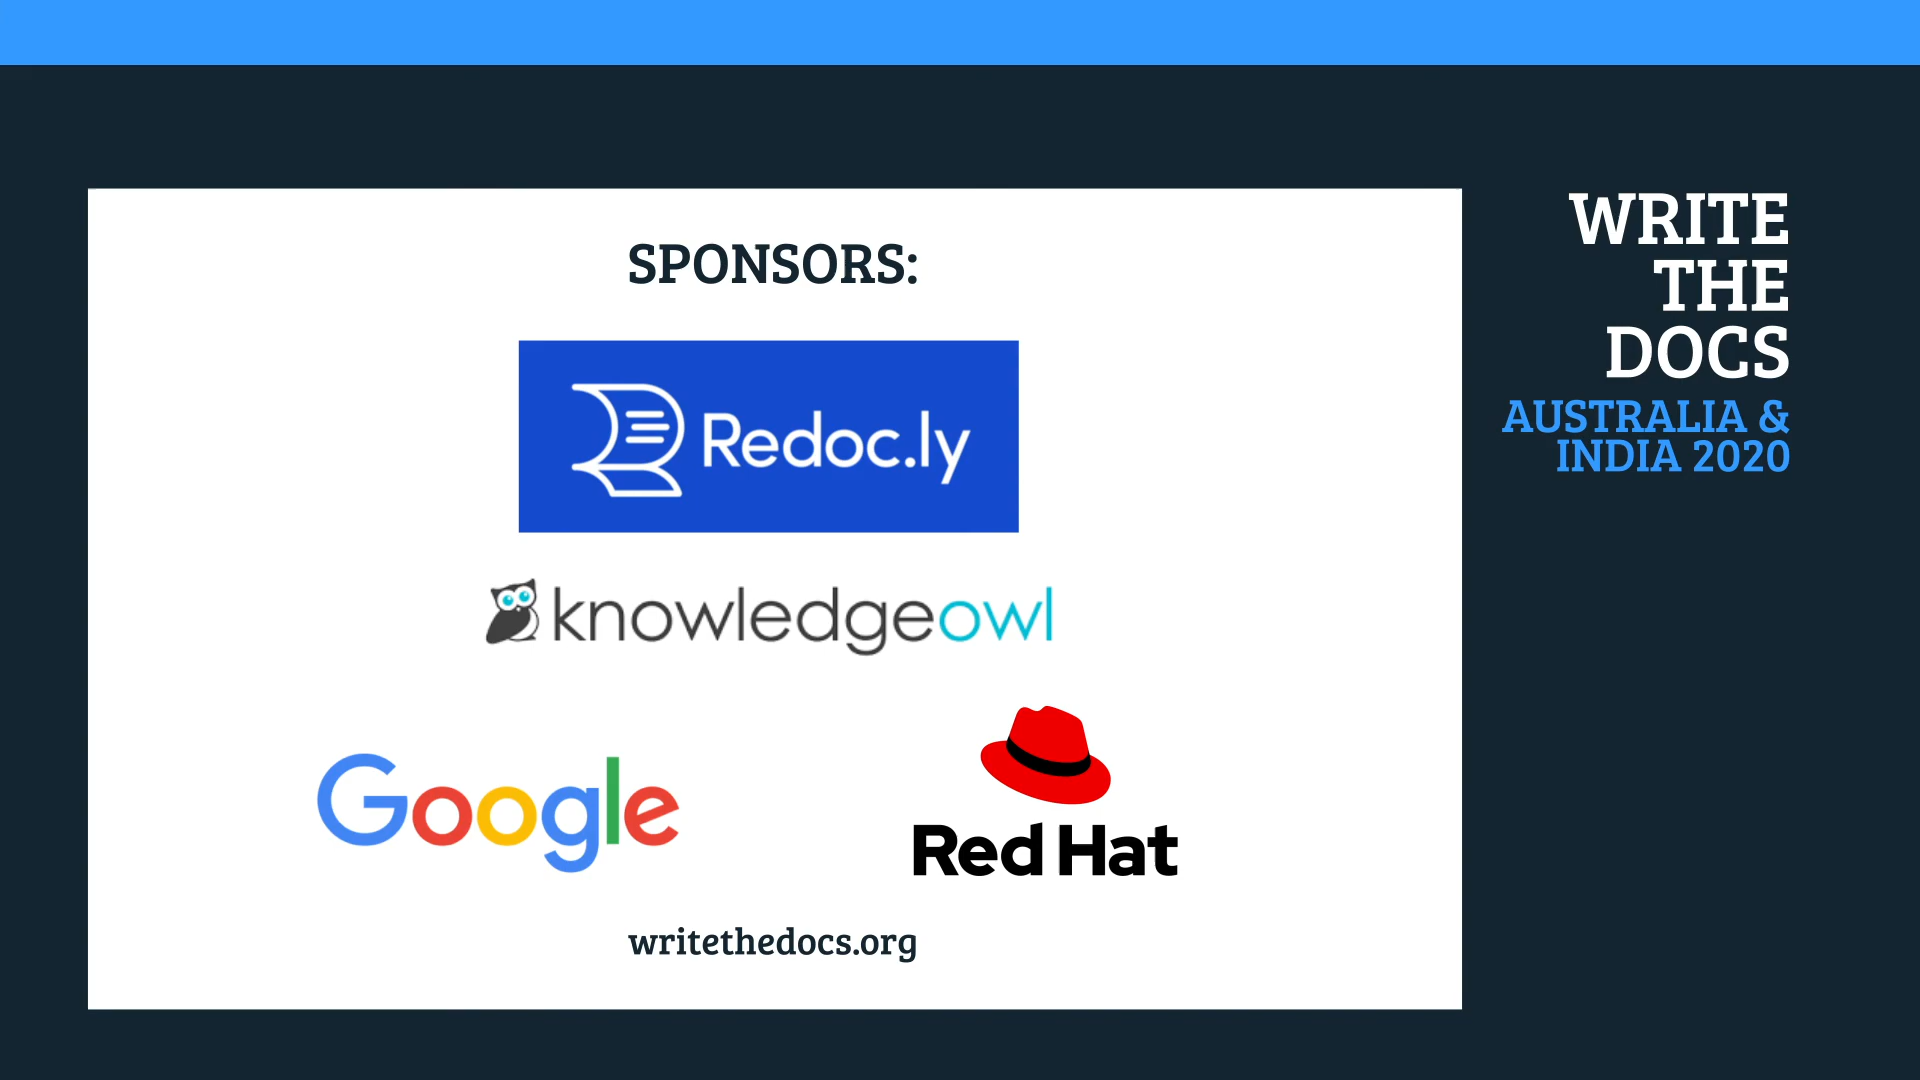 SPONSORS:
Redoc.ly
knowledgeowl
Google
Red Hat
writethedocs.org
WRITE
THE
DOCS
AUSTRALIA &
INDIA 2020